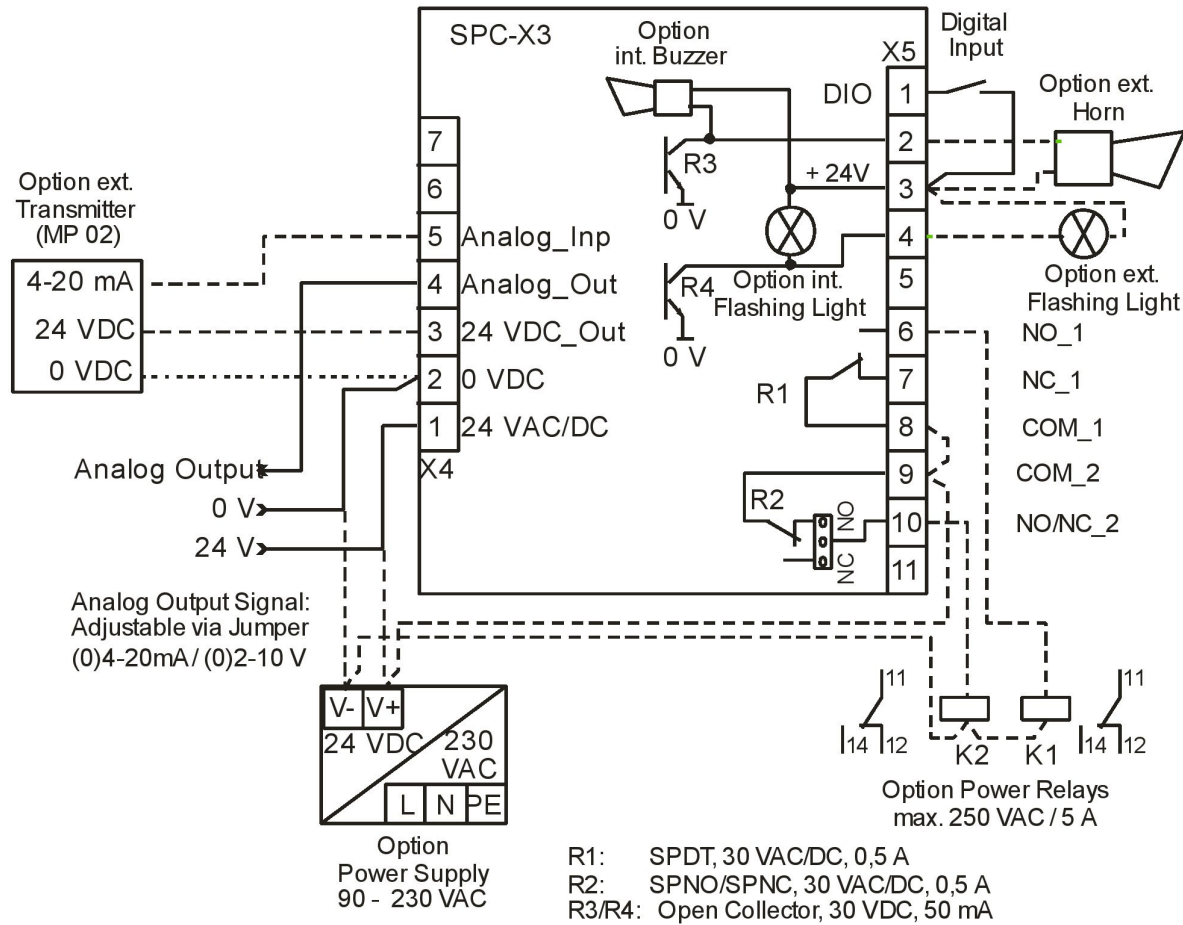 SPC-X3
Option
int. Buzzer
X5
Digital
Input
DIO
1
2
3
4
5
6
7
8
9
10
11
Option ext.
Horn
R3
+ 24V
0 V
R4
Option int.
Flashing Light
0 V
Option ext.
Flashing Light
NO_1
NC_1
COM_1
COM_2
NO/NC_2
R1
R2
NO
NC
7
6
5 Analog_Inp
4 Analog_Out
3 24 VDC_Out
2 0 VDC
1 24 VAC/DC
X4
Option ext.
Transmitter
(MP 02)
4-20 mA
24 VDC
0 VDC
Analog Output
0 V
24 V
Analog Output Signal:
Adjustable via Jumper
(0)4-20mA / (0)2-10 V
V- V+
24 VDC
230
VAC
L N PE
Option
Power Supply
90 - 230 VAC
11
14 12
K2
K1
11
14 12
Option Power Relays
max. 250 VAC / 5 A
R1: SPDT, 30 VAC/DC, 0,5 A
R2: SPNO/SPNC, 30 VAC/DC, 0,5 A
R3/R4: Open Collector, 30 VDC, 50 mA